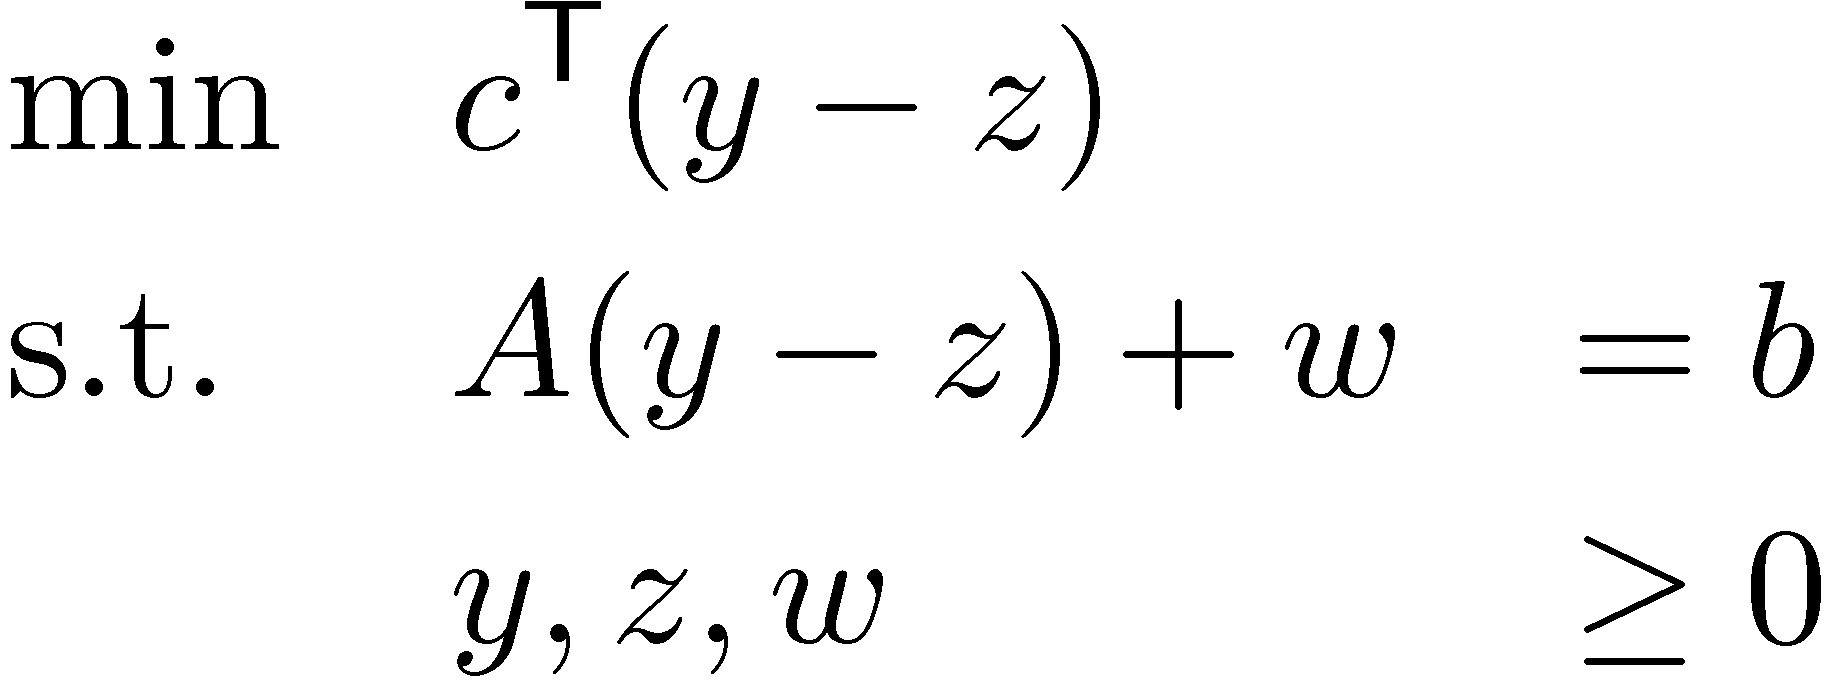 min c⊤(y − z)
s.t. A(y − z) + w = b
y, z, w ≥ 0